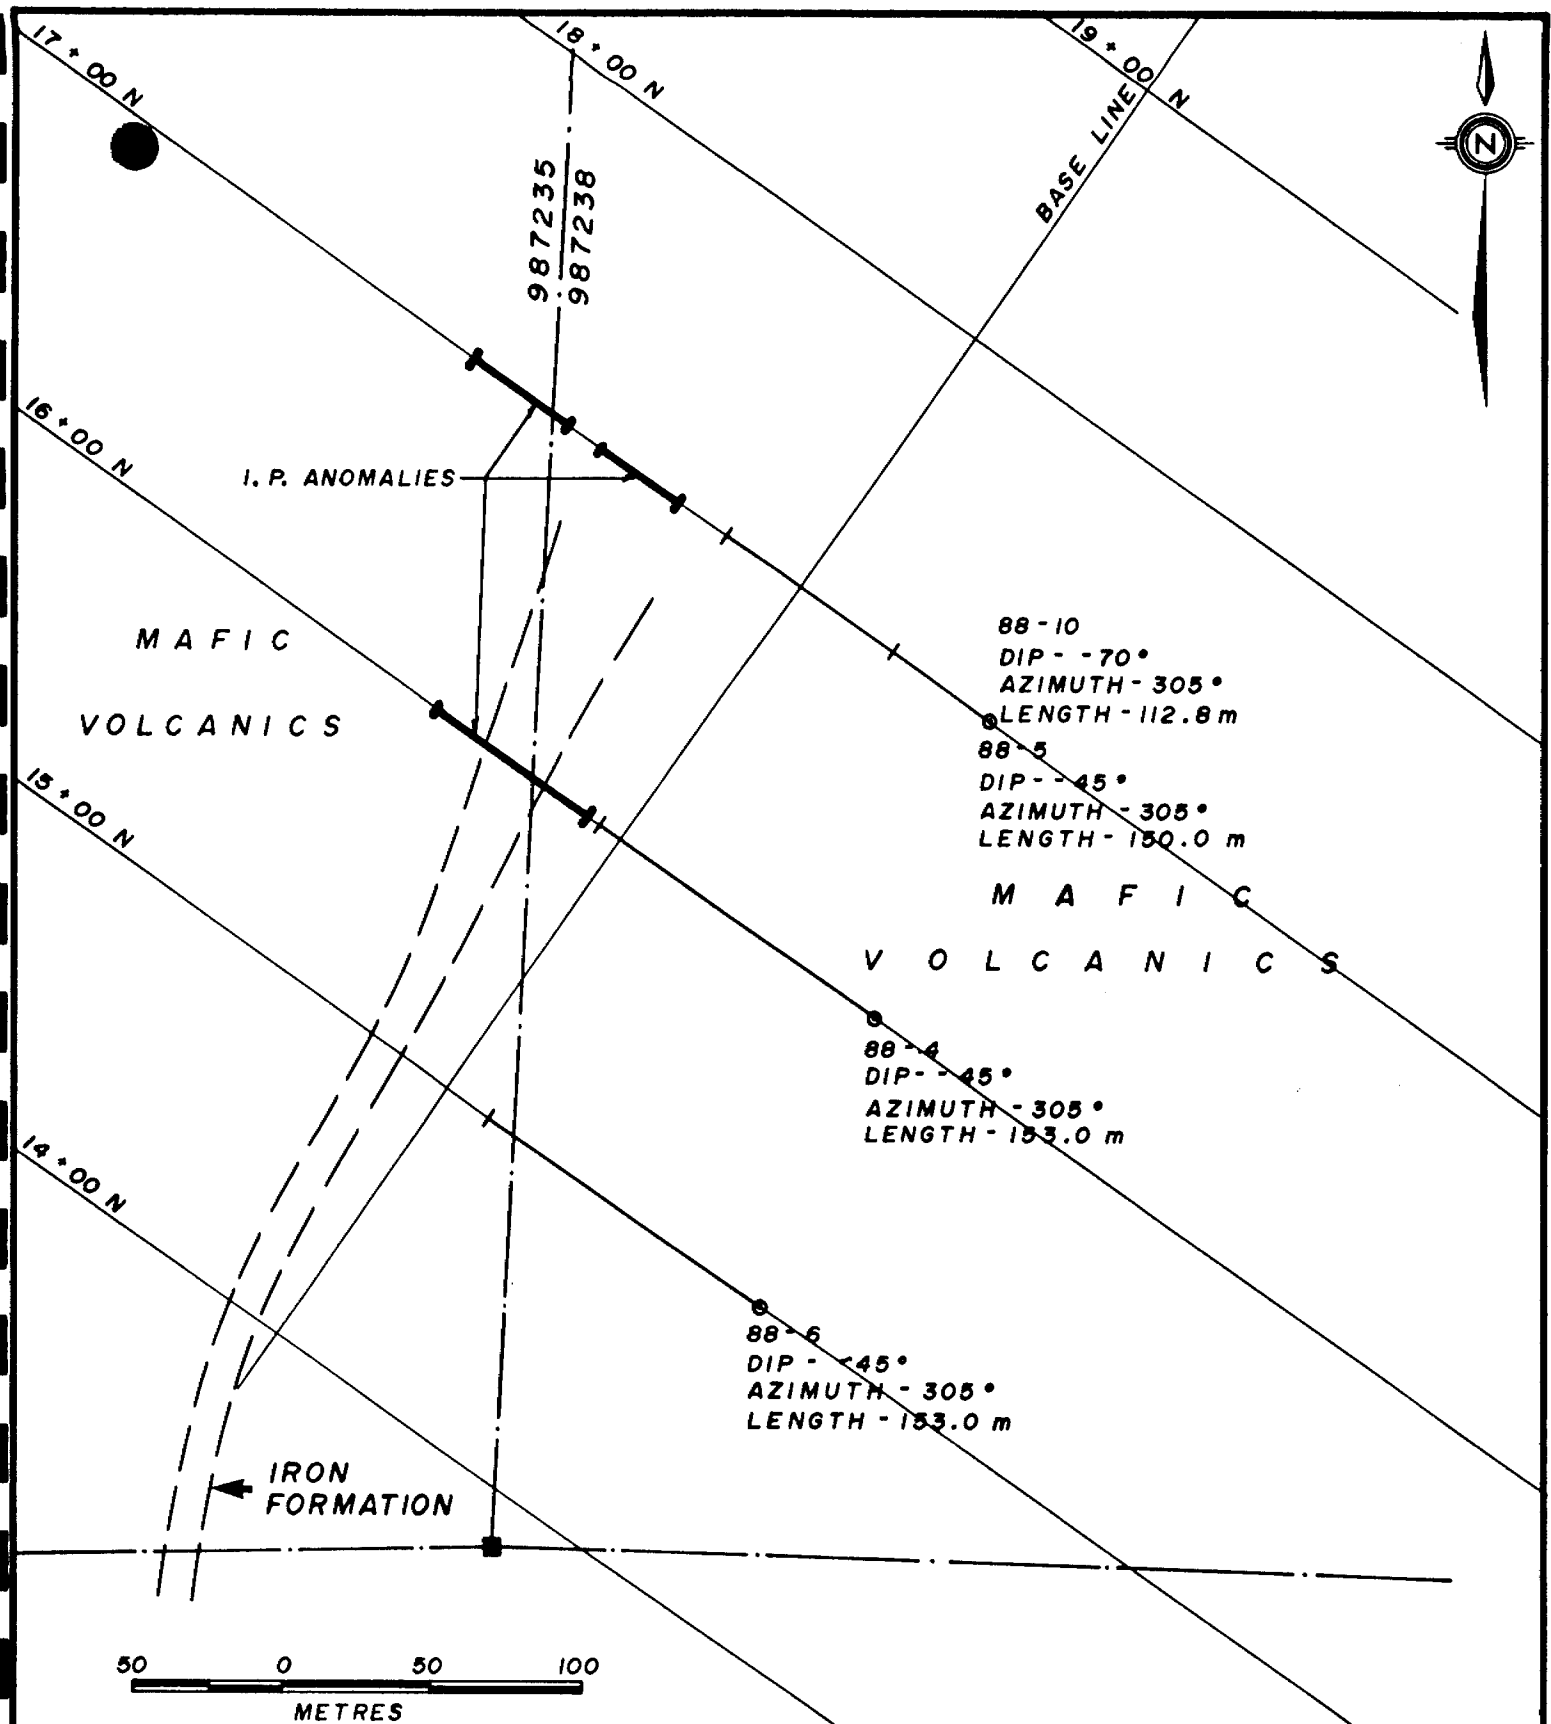 17+00 N
18+00 N
19+00 N
N
BASE LINE
987235
987238
16+00 N
I.P. ANOMALIES
MAFIC
VOLCANICS
88-10
DIP - -70°
AZIMUTH - 305°
LENGTH - 112.8 m
88-5
DIP - -45°
AZIMUTH - 305°
LENGTH - 150.0 m
15+00 N
MAFIC
VOLCANICS
88-4
DIP - -45°
AZIMUTH - 305°
LENGTH - 153.0 m
14+00 N
88-6
DIP - -45°
AZIMUTH - 305°
LENGTH - 153.0 m
IRON
FORMATION
50 0 50 100
METRES